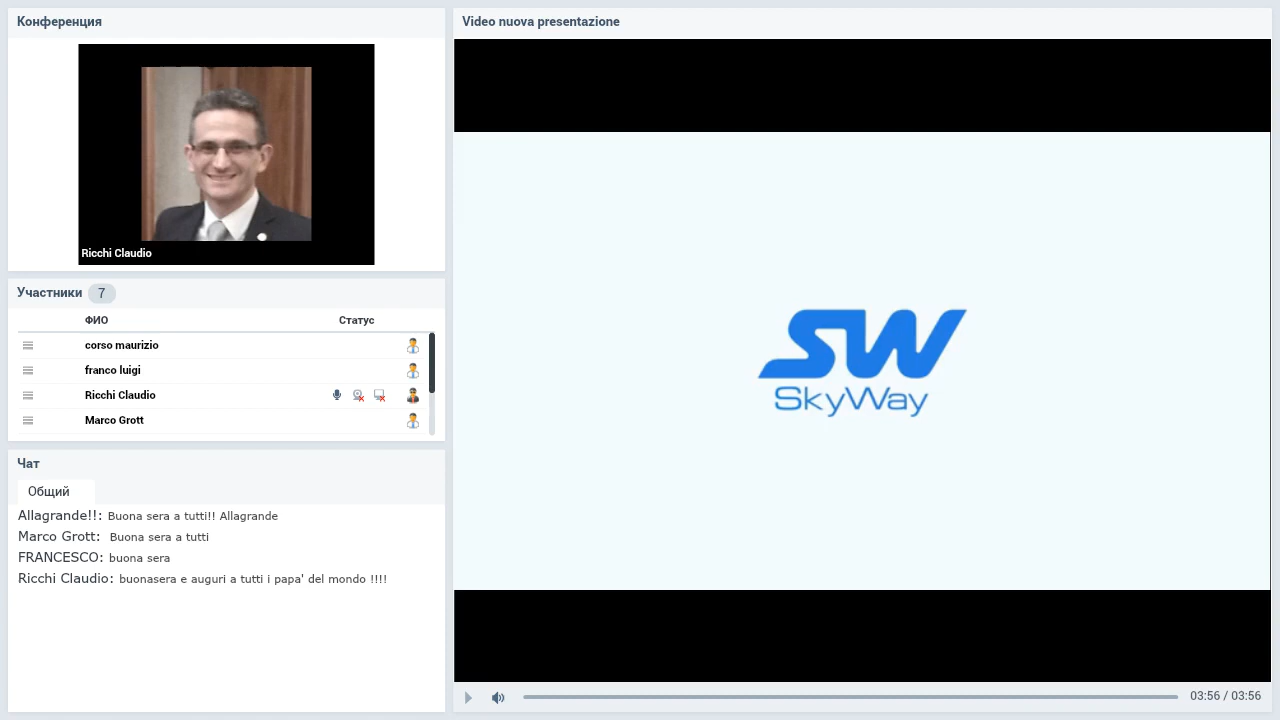 Конференция
Ricchi Claudio
Участники 7
ФИО Статус
corso maurizio
franco luigi
Ricchi Claudio
Marco Grott
Чат
Общий
Allagrande!!: Buona sera a tutti!! Allagrande
Marco Grott: Buona sera a tutti
FRANCESCO: buona sera
Ricchi Claudio: buonasera e auguri a tutti i papa' del mondo !!!!
Video nuova presentazione
SW
SkyWay
03:56 / 03:56